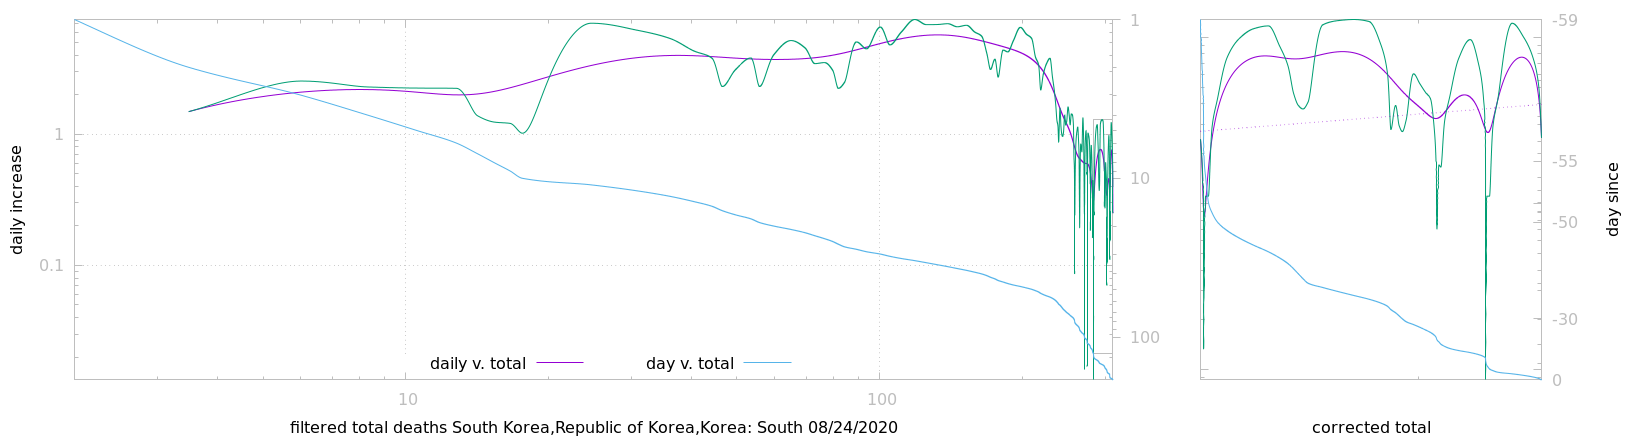 1
-59
1
-55
10
-50
daily increase
day since
0.1
-30
100
daily v. total
day v. total
0
10
100
filtered total deaths South Korea,Republic of Korea,Korea: South 08/24/2020
corrected total